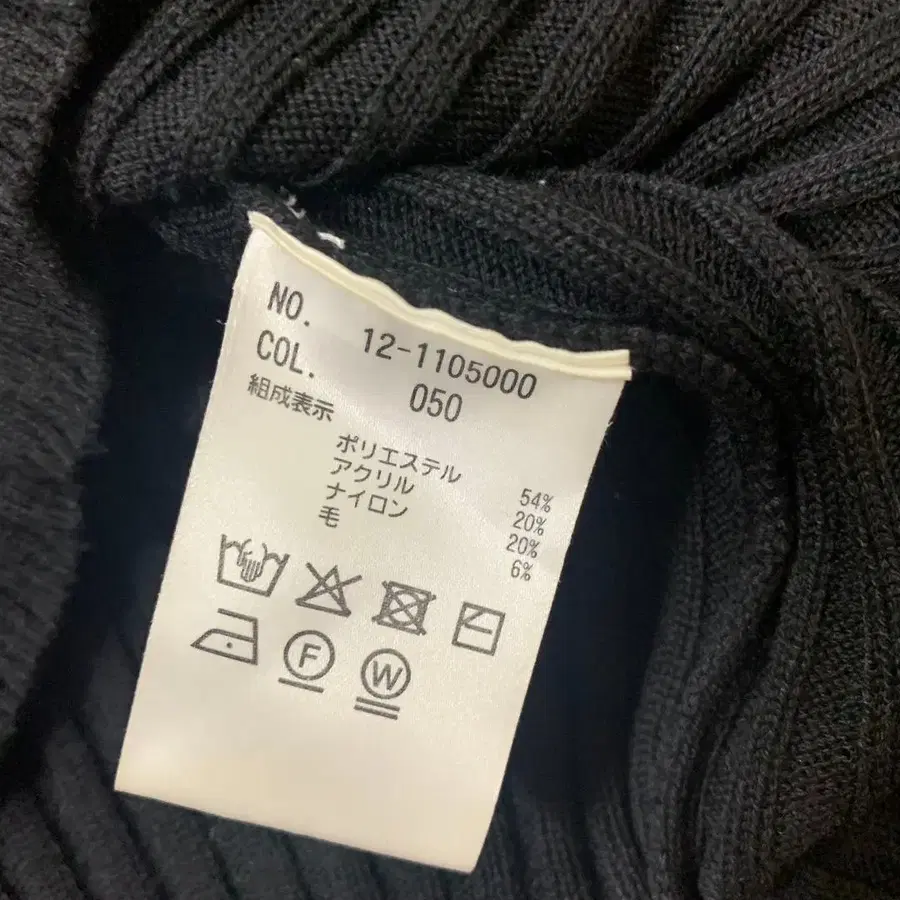 NO. 12-1105000
COL. 050
組成表示
ポリエステル 54%
アクリル 20%
ナイロン 20%
毛 6%
F
W